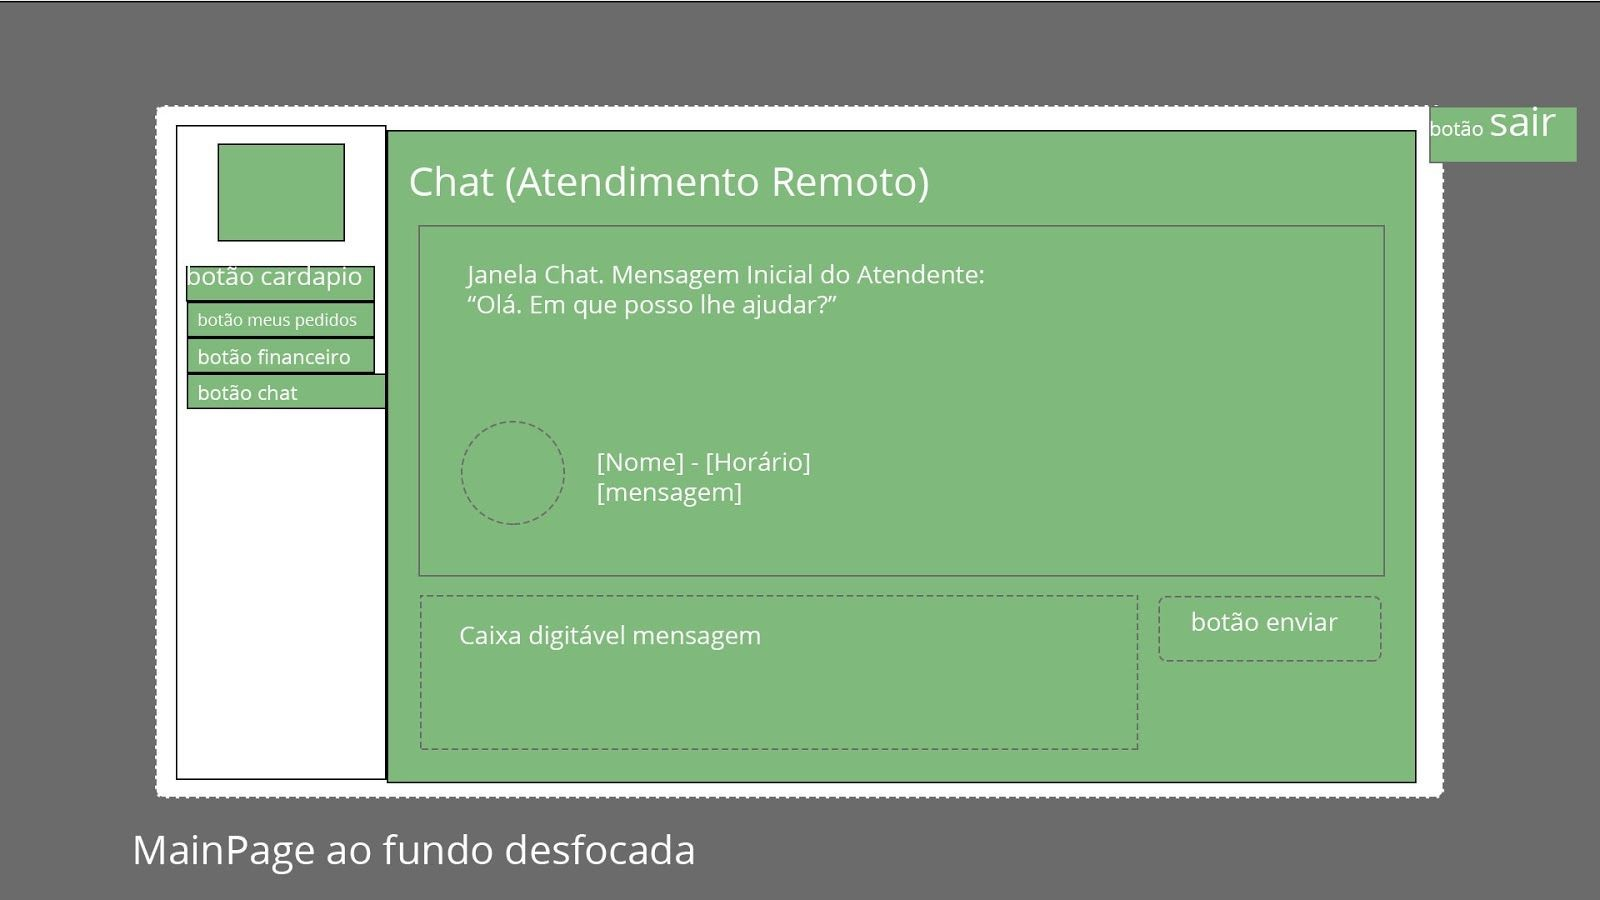 botão sair
Chat (Atendimento Remoto)
botão cardapio
botão meus pedidos
botão financeiro
botão chat
Janela Chat. Mensagem Inicial do Atendente:
“Olá. Em que posso lhe ajudar?”
[Nome] - [Horário]
[mensagem]
Caixa digitável mensagem
botão enviar
MainPage ao fundo desfocada